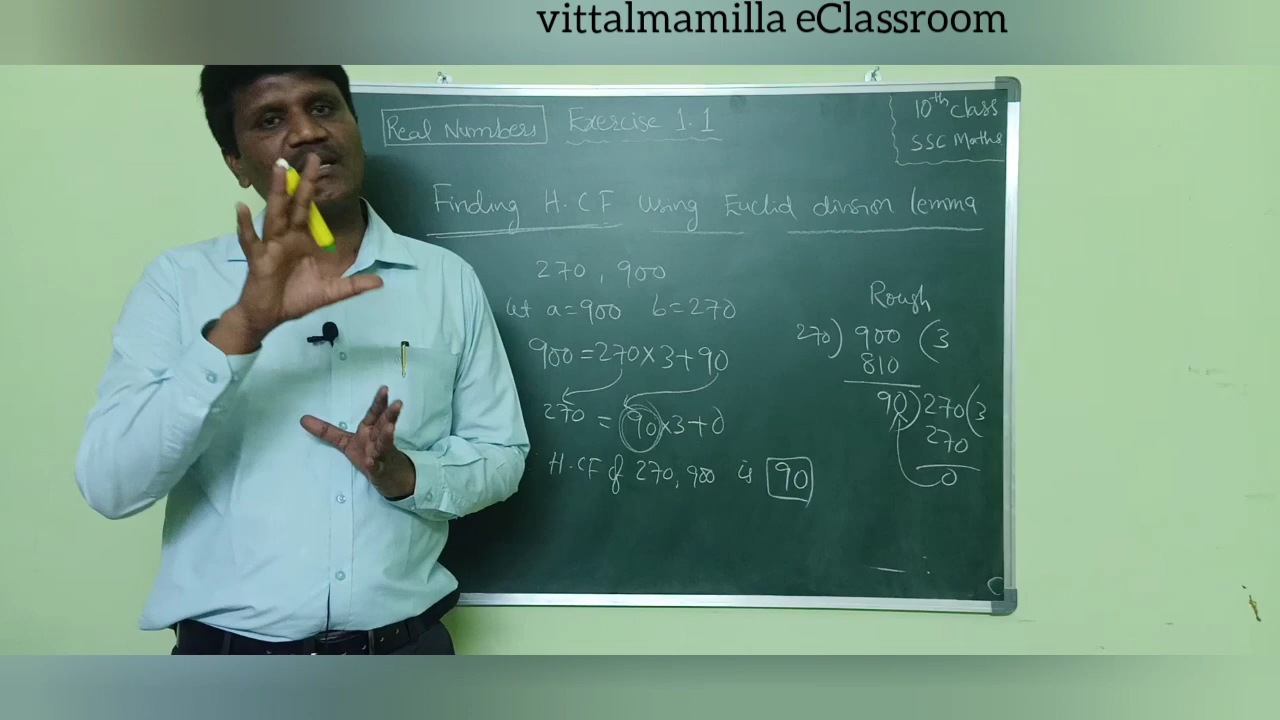 vittalmamilla eClassroom
Real Numbers
Exercise 1.1
10th class
SSC Maths
Finding H.C.F using Euclid division lemma
270, 900
let a=900 b=270
900 = 270×3+90
270 = 90×3+0
H.C.F of 270, 900 is 90
Rough
270) 900 (3
810
90) 270 (3
270
0